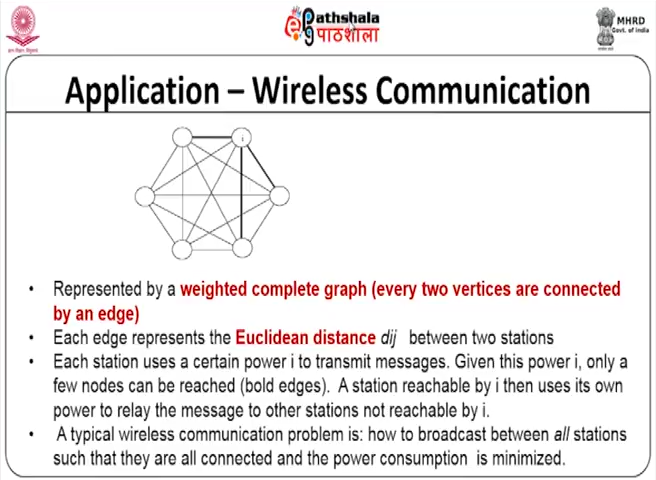 ePathshala
पाठशाला
MHRD
Govt. of India
Application – Wireless Communication
i
• Represented by a weighted complete graph (every two vertices are connected
by an edge)
• Each edge represents the Euclidean distance dij between two stations
• Each station uses a certain power i to transmit messages. Given this power i, only a
few nodes can be reached (bold edges). A station reachable by i then uses its own
power to relay the message to other stations not reachable by i.
• A typical wireless communication problem is: how to broadcast between all stations
such that they are all connected and the power consumption is minimized.